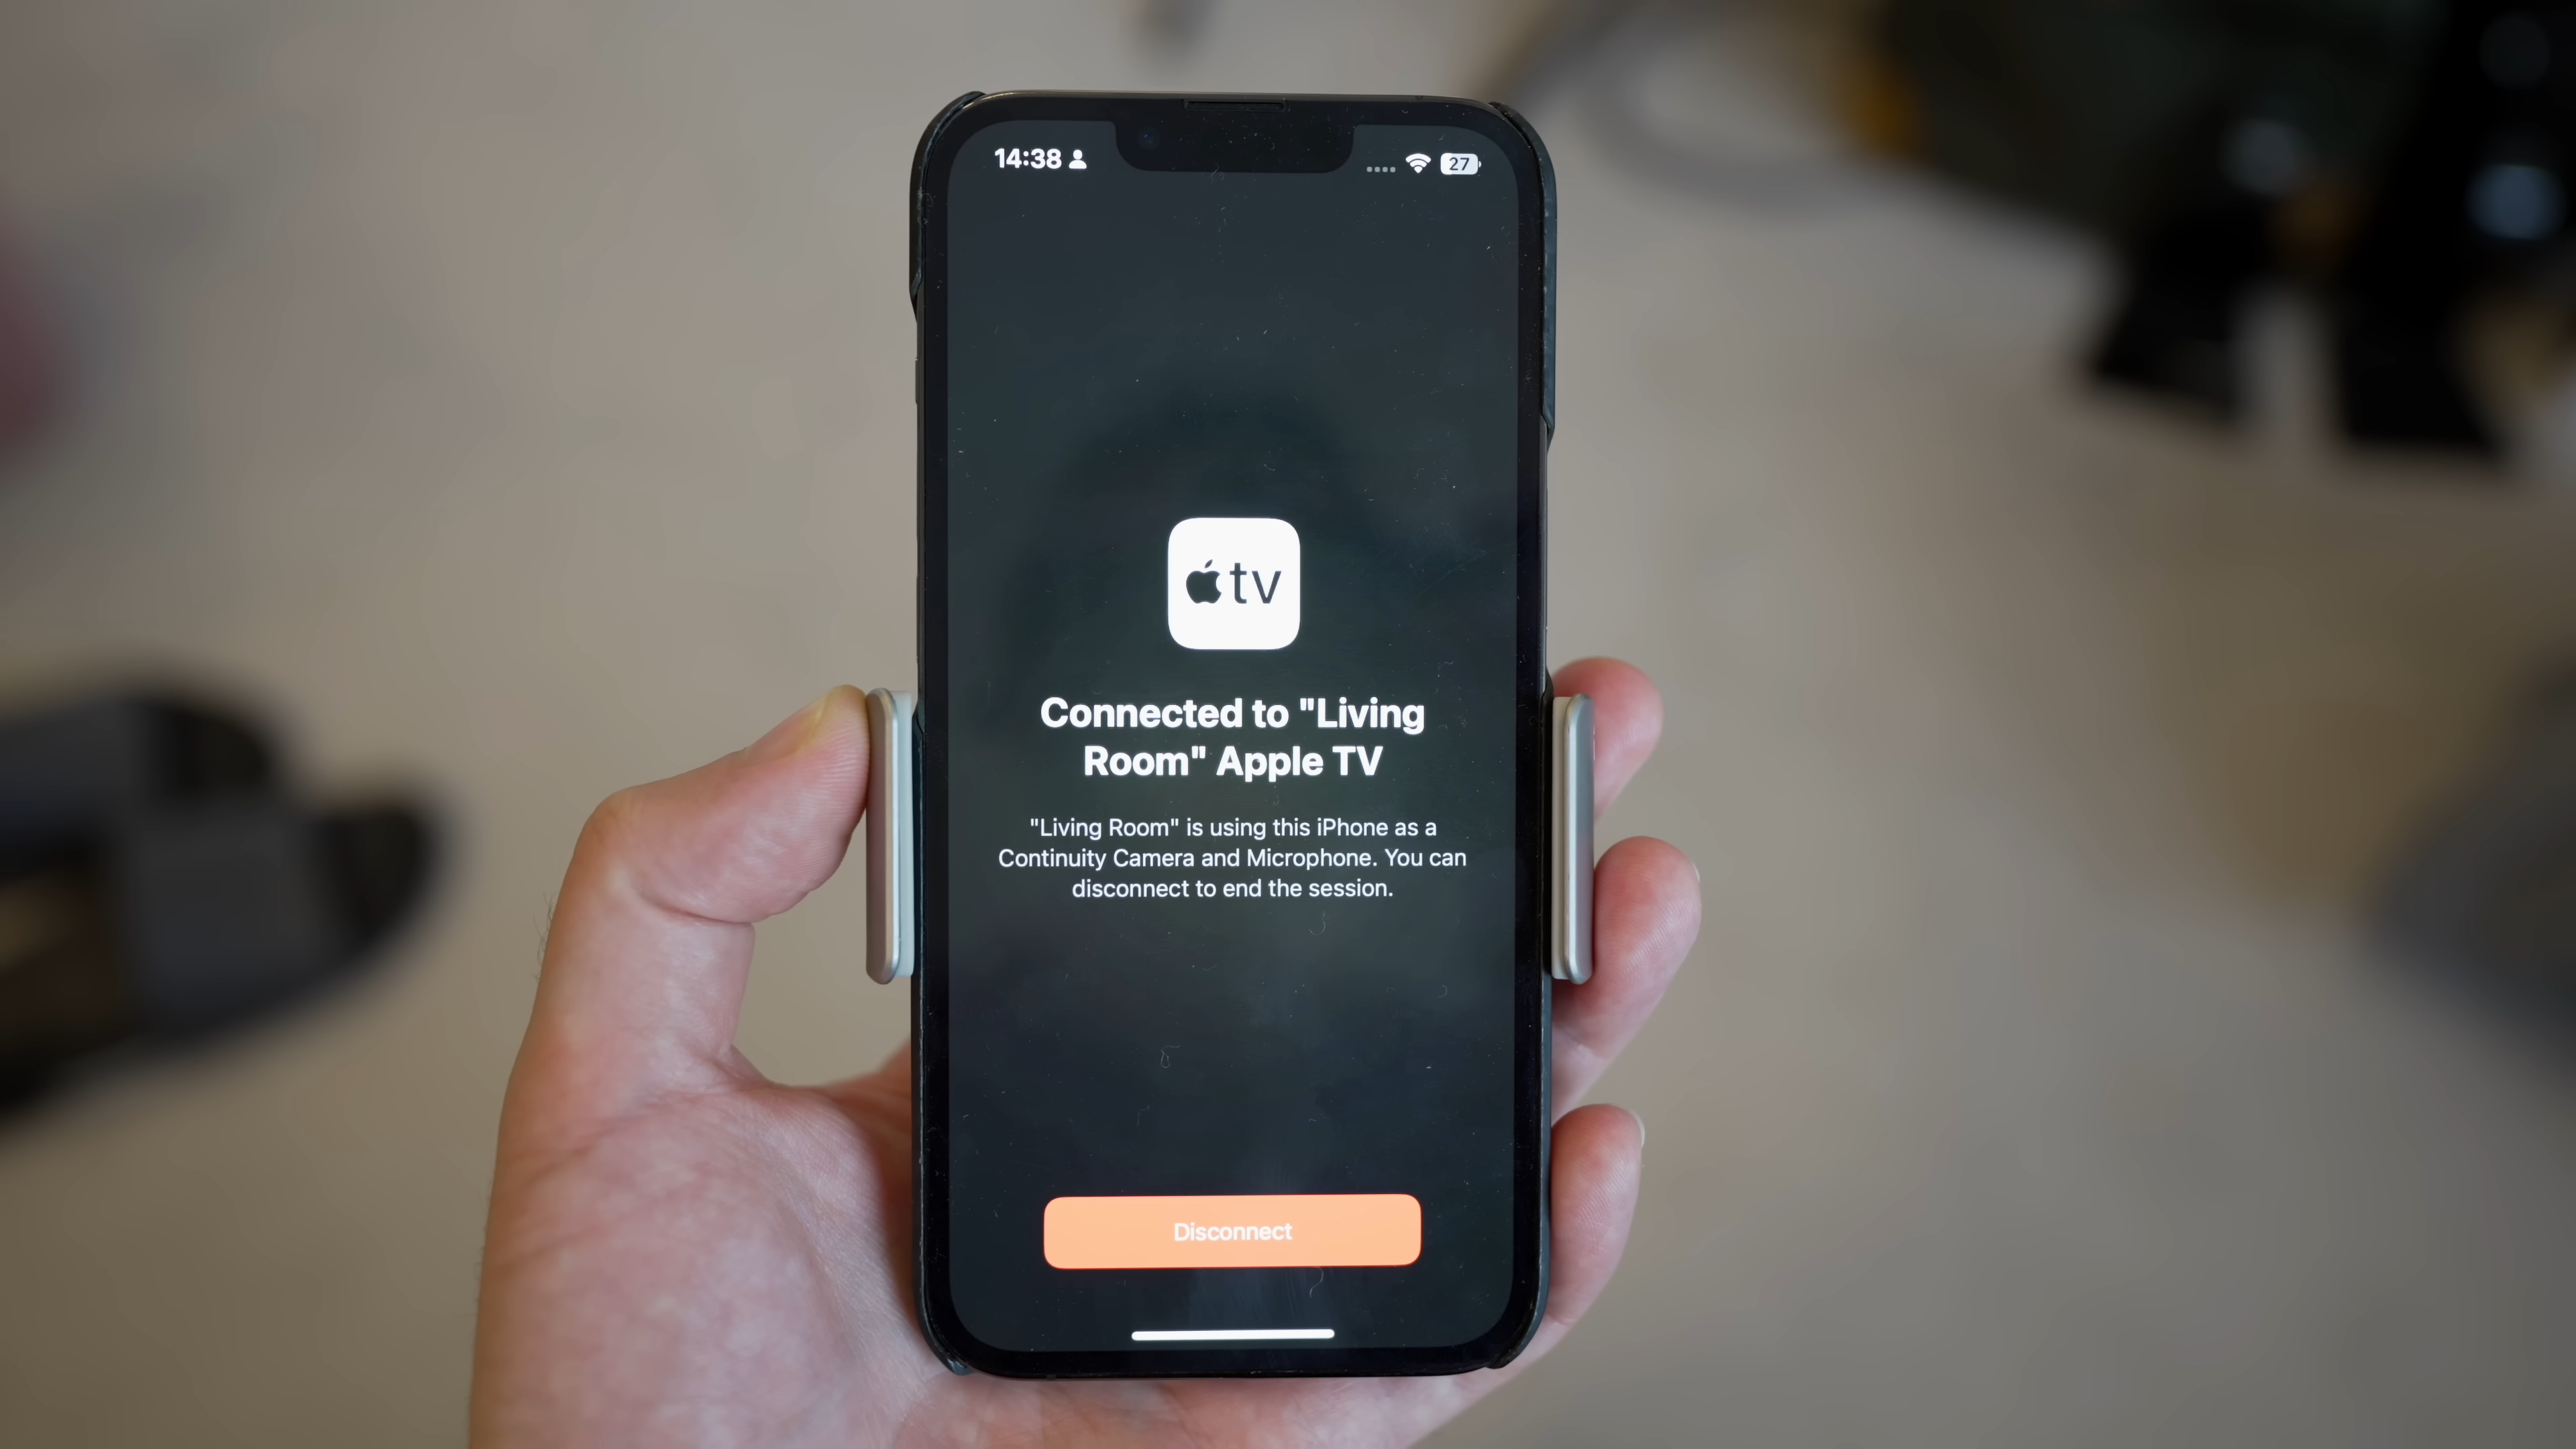 14:38
27
tv
Connected to "Living
Room" Apple TV
"Living Room" is using this iPhone as a
Continuity Camera and Microphone. You can
disconnect to end the session.
Disconnect